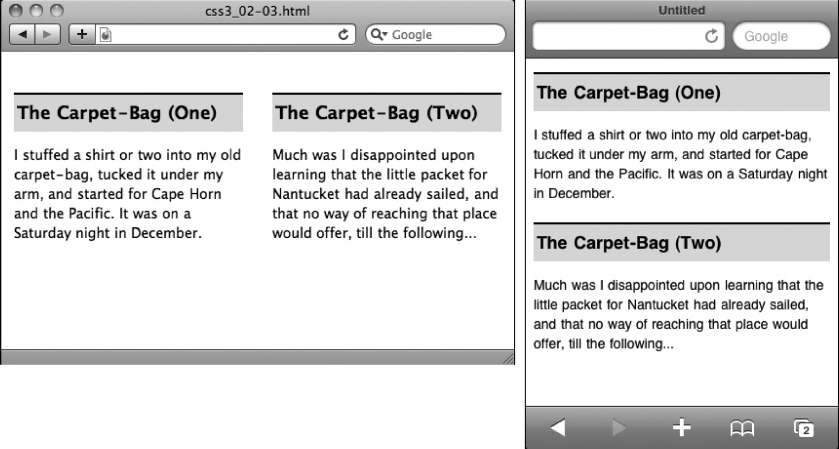 css3_02-03.html
Google
The Carpet-Bag (One)
I stuffed a shirt or two into my old
carpet-bag, tucked it under my
arm, and started for Cape Horn
and the Pacific. It was on a
Saturday night in December.
The Carpet-Bag (Two)
Much was I disappointed upon
learning that the little packet for
Nantucket had already sailed, and
that no way of reaching that place
would offer, till the following...
Untitled
Google
The Carpet-Bag (One)
I stuffed a shirt or two into my old carpet-bag,
tucked it under my arm, and started for Cape
Horn and the Pacific. It was on a Saturday night
in December.
The Carpet-Bag (Two)
Much was I disappointed upon learning that the
little packet for Nantucket had already sailed,
and that no way of reaching that place would
offer, till the following...
2